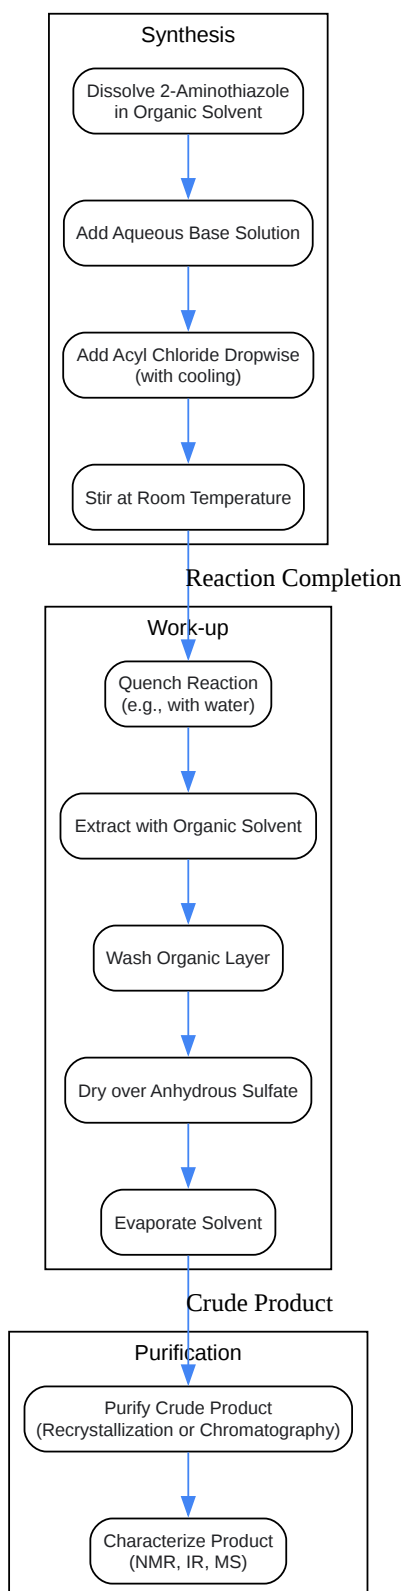 Synthesis
Dissolve 2-Aminothiazole
in Organic Solvent
Add Aqueous Base Solution
Add Acyl Chloride Dropwise
(with cooling)
Stir at Room Temperature
Reaction Completion
Work-up
Quench Reaction
(e.g., with water)
Extract with Organic Solvent
Wash Organic Layer
Dry over Anhydrous Sulfate
Evaporate Solvent
Crude Product
Purification
Purify Crude Product
(Recrystallization or Chromatography)
Characterize Product
(NMR, IR, MS)